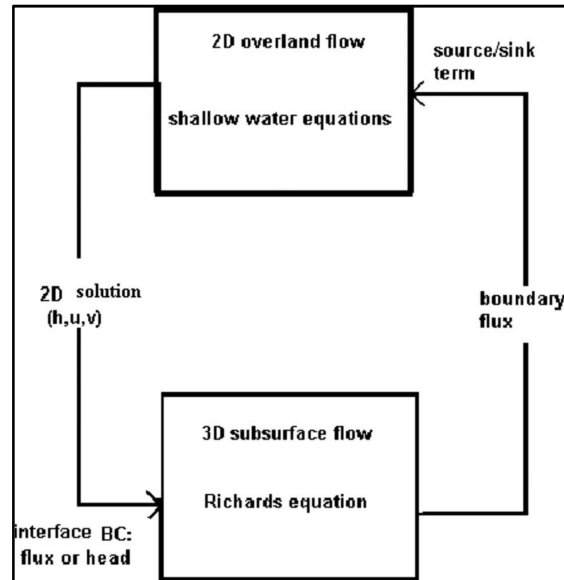 2D overland flow
shallow water equations
source/sink
term
2D solution
(h,u,v)
boundary
flux
3D subsurface flow
Richards equation
interface BC:
flux or head